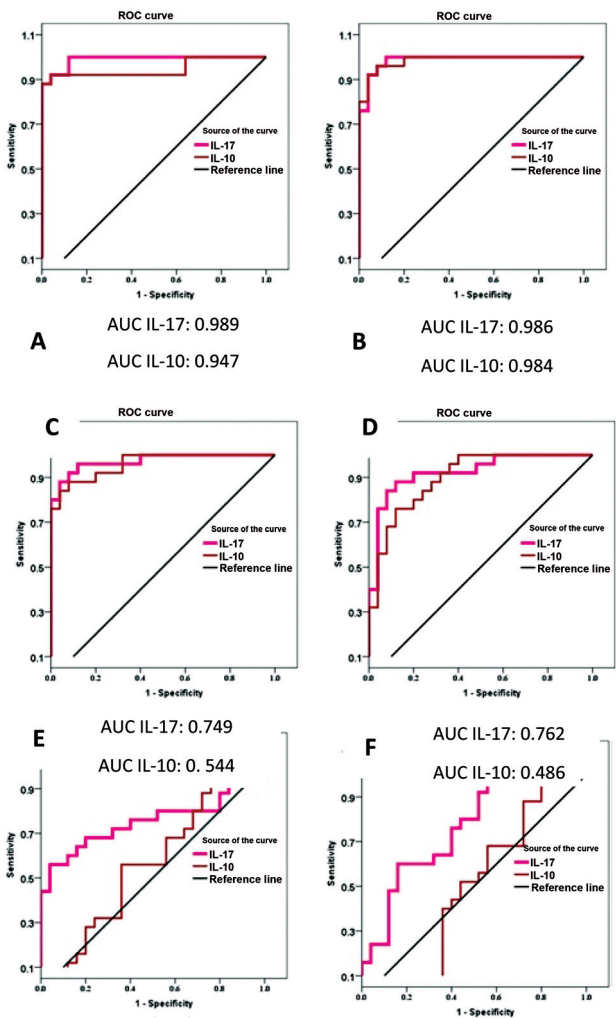 ROC curve
1.1
0.9
0.7
0.5
0.3
0.1
Sensitivity
Source of the curve
IL-17
IL-10
Reference line
0.0 0.2 0.4 0.6 0.8 1.0
1 - Specificity
ROC curve
1.1
0.9
0.7
0.5
0.3
0.1
Sensitivity
Source of the curve
IL-17
IL-10
Reference line
0.0 0.2 0.4 0.6 0.8 1.0
1 - Specificity
A
AUC IL-17: 0.989
AUC IL-10: 0.947
B
AUC IL-17: 0.986
AUC IL-10: 0.984
C
ROC curve
0.9
0.7
0.5
0.3
0.1
Sensitivity
Source of the curve
IL-17
IL-10
Reference line
0.0 0.2 0.4 0.6 0.8 1.0
1 - Specificity
D
ROC curve
0.9
0.7
0.5
0.3
0.1
Sensitivity
Source of the curve
IL-17
IL-10
Reference line
0.0 0.2 0.4 0.6 0.8 1.0
1 - Specificity
E
AUC IL-17: 0.749
AUC IL-10: 0. 544
0.9
0.7
0.5
0.3
0.1
Sensitivity
Source of the curve
IL-17
IL-10
Reference line
0.0 0.2 0.4 0.6 0.8 1.0
1 - Specificity
F
AUC IL-17: 0.762
AUC IL-10: 0.486
0.9
0.7
0.5
0.3
0.1
Sensitivity
Source of the curve
IL-17
IL-10
Reference line
0.0 0.2 0.4 0.6 0.8 1.0
1 - Specificity